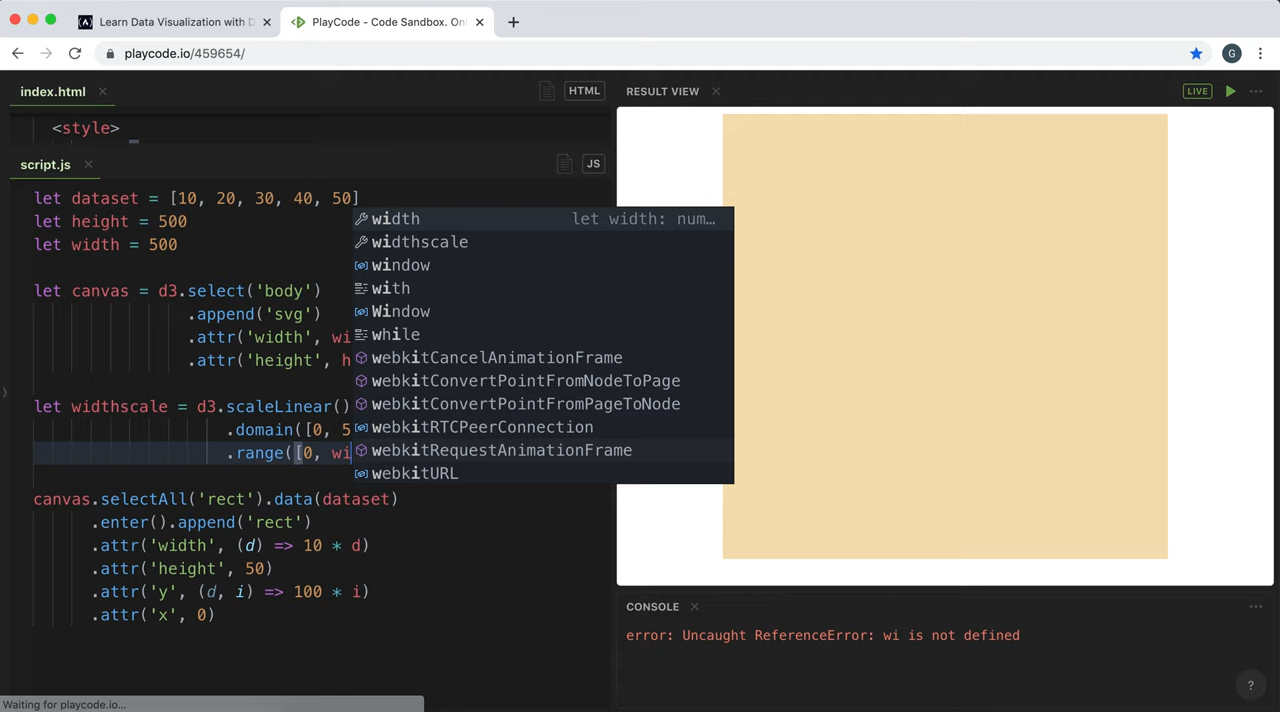 Learn Data Visualization with D
PlayCode - Code Sandbox. Onl
playcode.io/459654/
G
index.html
HTML
RESULT VIEW
LIVE
<style>
script.js
JS
let dataset = [10, 20, 30, 40, 50]
let height = 500
let width = 500
let canvas = d3.select('body')
.append('svg')
.attr('width', wi
.attr('height', h
let widthscale = d3.scaleLinear()
.domain([0, 5
.range([0, wi
width let width: num…
widthscale
window
with
Window
while
webkitCancelAnimationFrame
webkitConvertPointFromNodeToPage
webkitConvertPointFromPageToNode
webkitRTCPeerConnection
webkitRequestAnimationFrame
webkitURL
canvas.selectAll('rect').data(dataset)
.enter().append('rect')
.attr('width', (d) => 10 * d)
.attr('height', 50)
.attr('y', (d, i) => 100 * i)
.attr('x', 0)
CONSOLE
error: Uncaught ReferenceError: wi is not defined
?
Waiting for playcode.io...